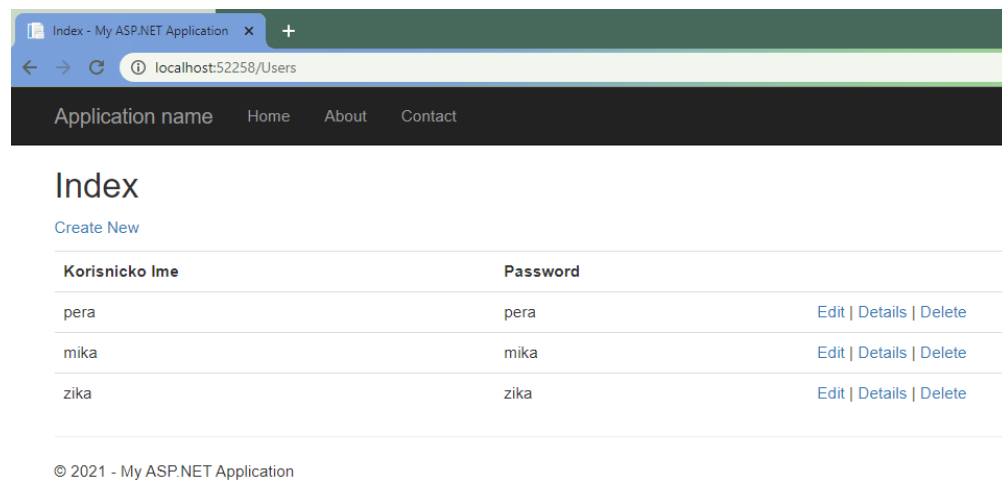 Index - My ASP.NET Application
localhost:52258/Users
Application name Home About Contact
Index
Create New
Korisnicko Ime Password
pera pera Edit | Details | Delete
mika mika Edit | Details | Delete
zika zika Edit | Details | Delete
© 2021 - My ASP.NET Application